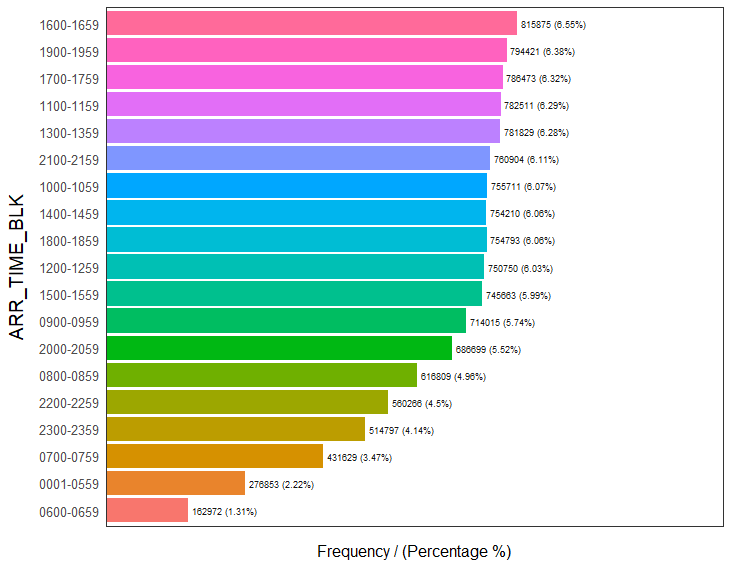 ARR_TIME_BLK
1600-1659 815875 (6.55%)
1900-1959 794421 (6.38%)
1700-1759 786473 (6.32%)
1100-1159 782511 (6.29%)
1300-1359 781829 (6.28%)
2100-2159 760904 (6.11%)
1000-1059 755711 (6.07%)
1400-1459 754210 (6.06%)
1800-1859 754793 (6.06%)
1200-1259 750750 (6.03%)
1500-1559 745663 (5.99%)
0900-0959 714015 (5.74%)
2000-2059 686699 (5.52%)
0800-0859 616809 (4.96%)
2200-2259 560266 (4.5%)
2300-2359 514797 (4.14%)
0700-0759 431629 (3.47%)
0001-0559 276853 (2.22%)
0600-0659 162972 (1.31%)
Frequency / (Percentage %)